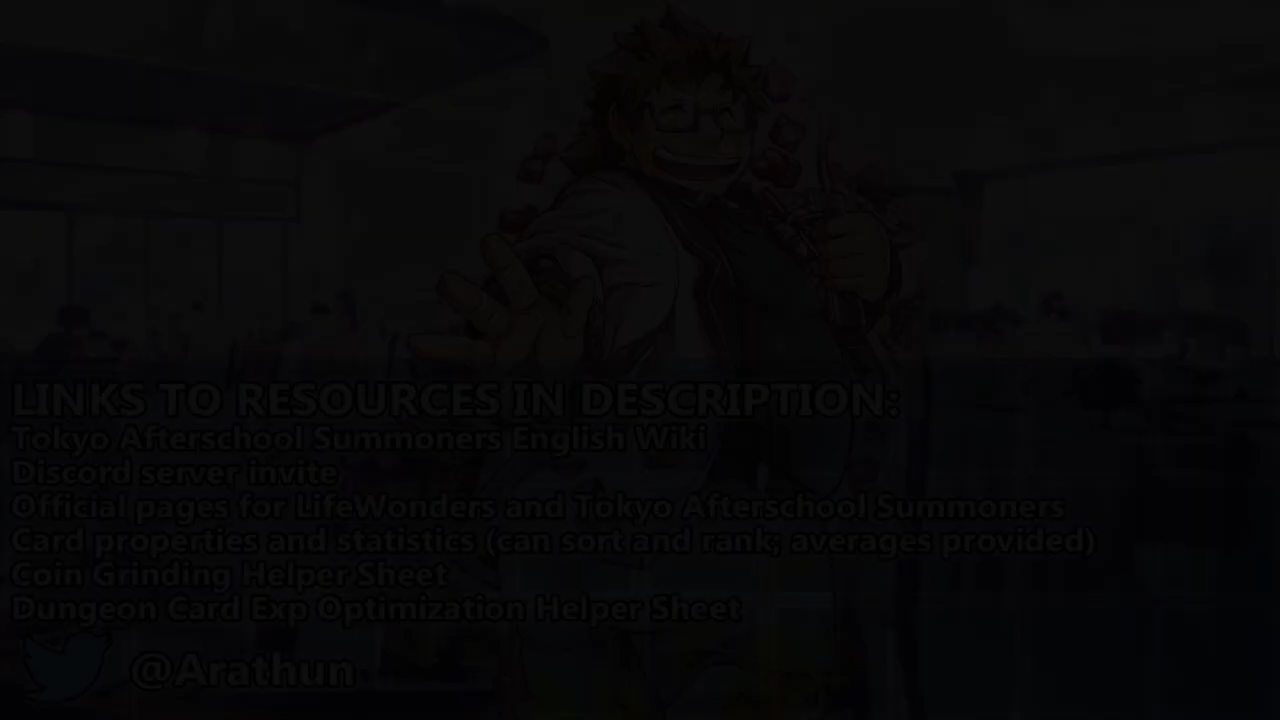 LINKS TO RESOURCES IN DESCRIPTION:
Tokyo Afterschool Summoners English Wiki
Discord server invite
Official pages for LifeWonders and Tokyo Afterschool Summoners
Card properties and statistics (can sort and rank; averages provided)
Coin Grinding Helper Sheet
Dungeon Card Exp Optimization Helper Sheet
@Arathun